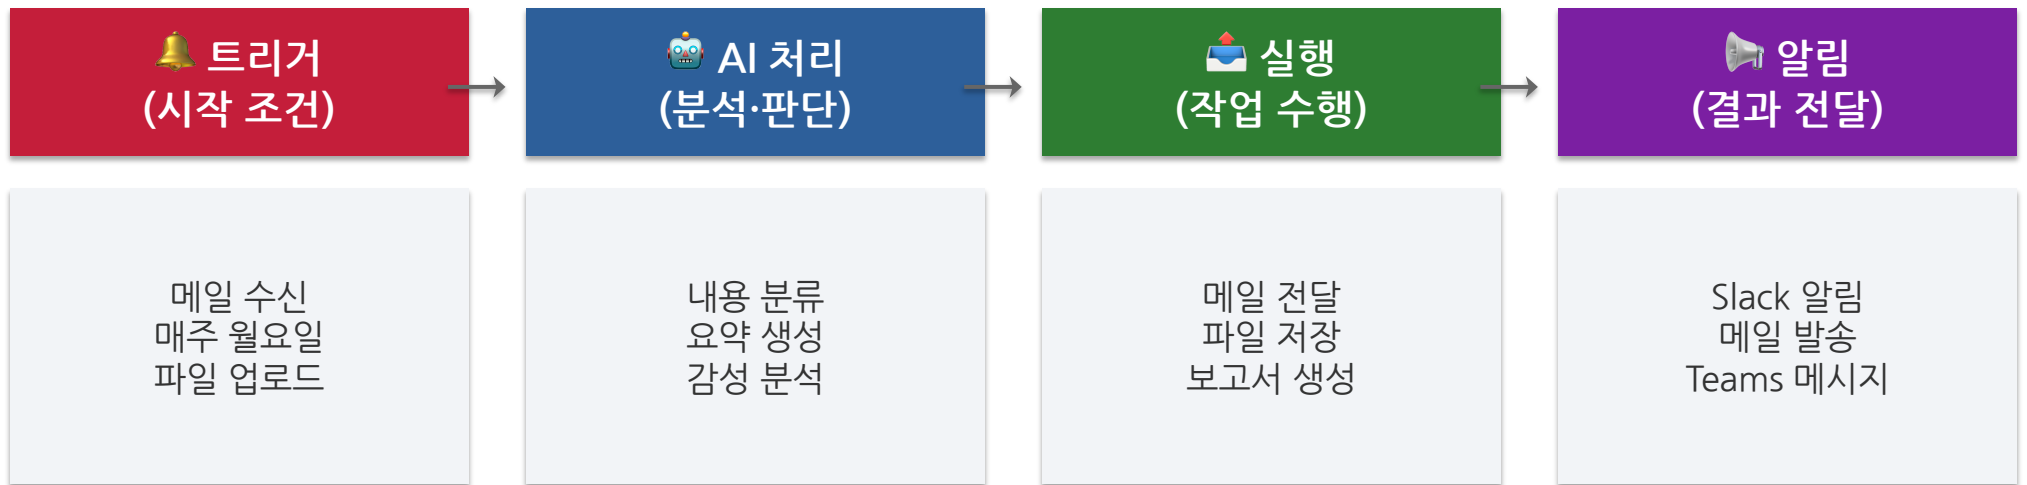 트리거
(시작 조건)
메일 수신
매주 월요일
파일 업로드
AI 처리
(분석·판단)
내용 분류
요약 생성
감성 분석
실행
(작업 수행)
메일 전달
파일 저장
보고서 생성
알림
(결과 전달)
Slack 알림
메일 발송
Teams 메시지